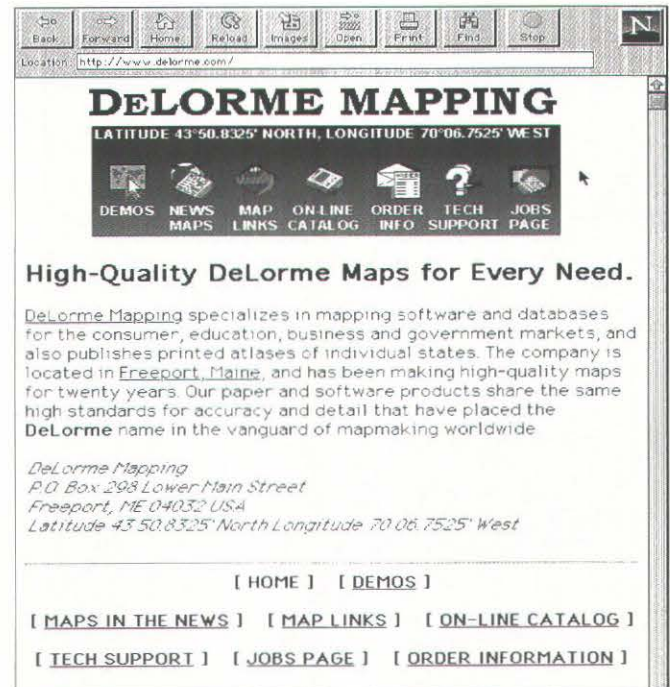 Back Forward Home Reload Images Open Print Find Stop
N
Location: http://www.delorme.com/
DELORME MAPPING
LATITUDE 43°50.8325' NORTH, LONGITUDE 70°06.7525' WEST
DEMOS NEWS MAPS MAP LINKS ON-LINE CATALOG ORDER INFO TECH SUPPORT JOBS PAGE
High-Quality DeLorme Maps for Every Need.
DeLorme Mapping specializes in mapping software and databases
for the consumer, education, business and government markets, and
also publishes printed atlases of individual states. The company is
located in Freeport, Maine, and has been making high-quality maps
for twenty years. Our paper and software products share the same
high standards for accuracy and detail that have placed the
DeLorme name in the vanguard of mapmaking worldwide
DeLorme Mapping
P.O. Box 298 Lower Main Street
Freeport, ME 04032 USA
Latitude 43 50.8325' North Longitude 70 06.7525' West
[ HOME ] [ DEMOS ]
[ MAPS IN THE NEWS ] [ MAP LINKS ] [ ON-LINE CATALOG ]
[ TECH SUPPORT ] [ JOBS PAGE ] [ ORDER INFORMATION ]